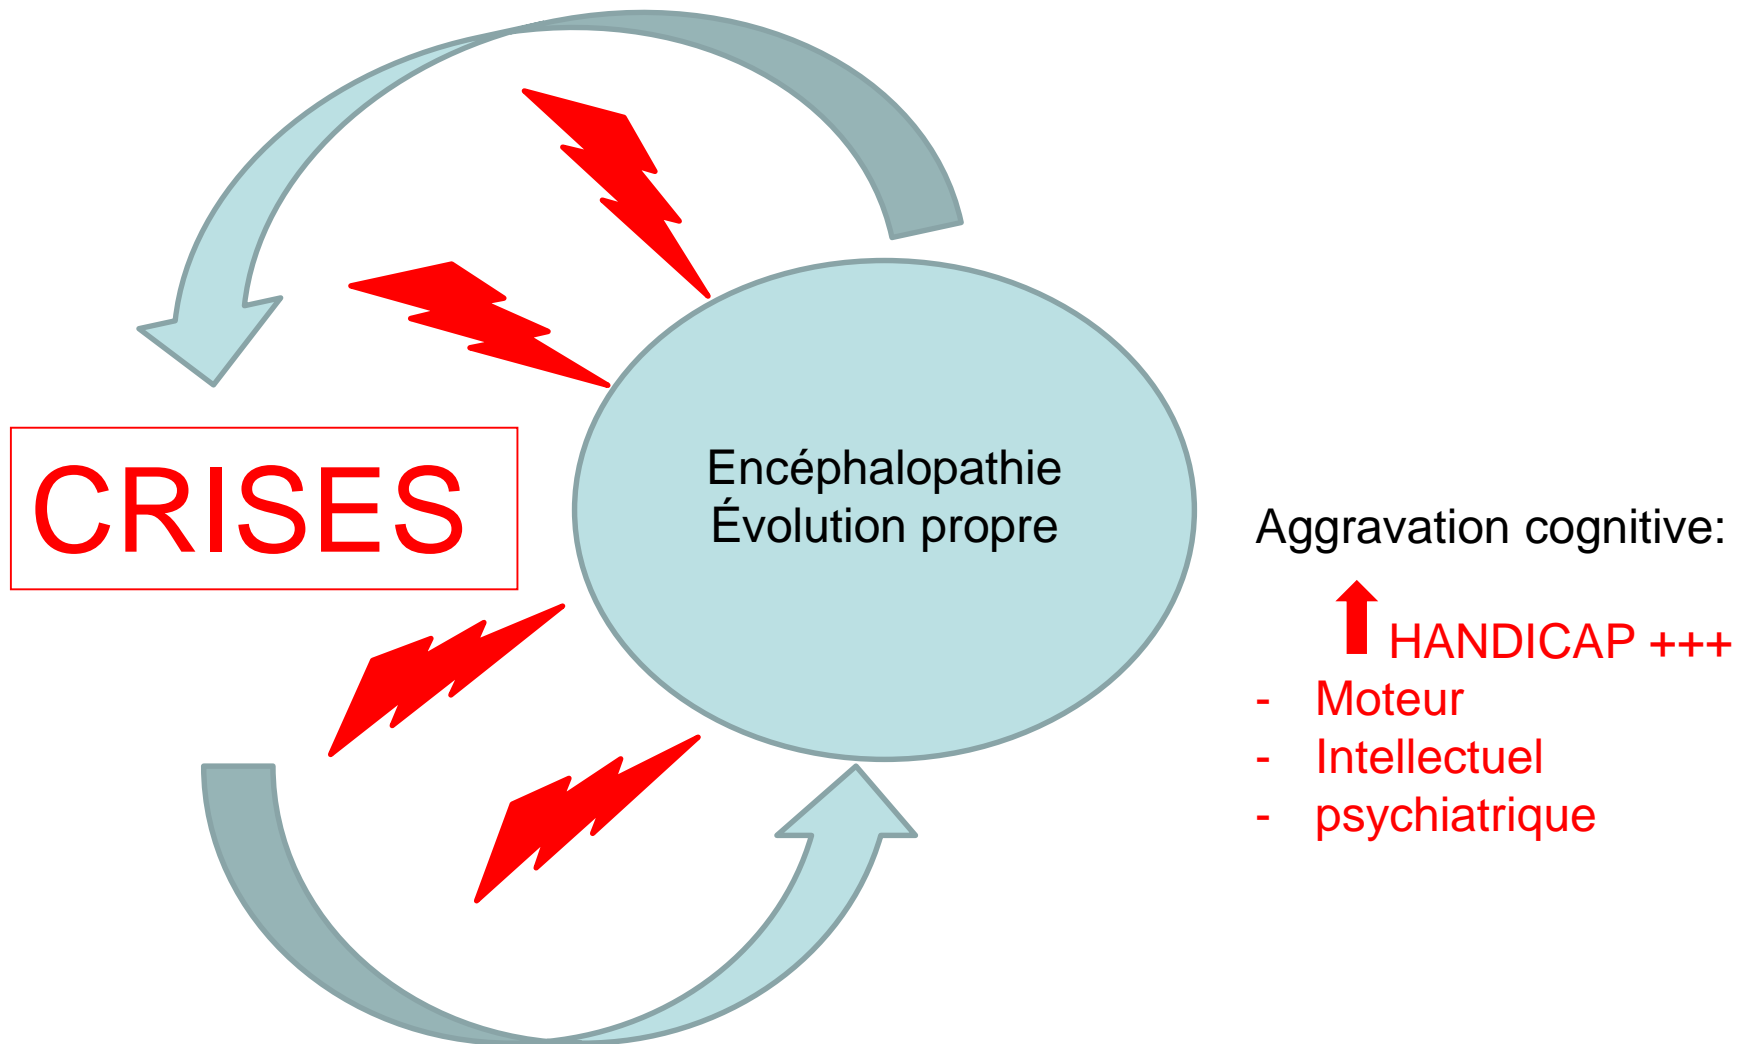 CRISES
Encéphalopathie
Évolution propre
Aggravation cognitive:
HANDICAP +++
- Moteur
- Intellectuel
- psychiatrique